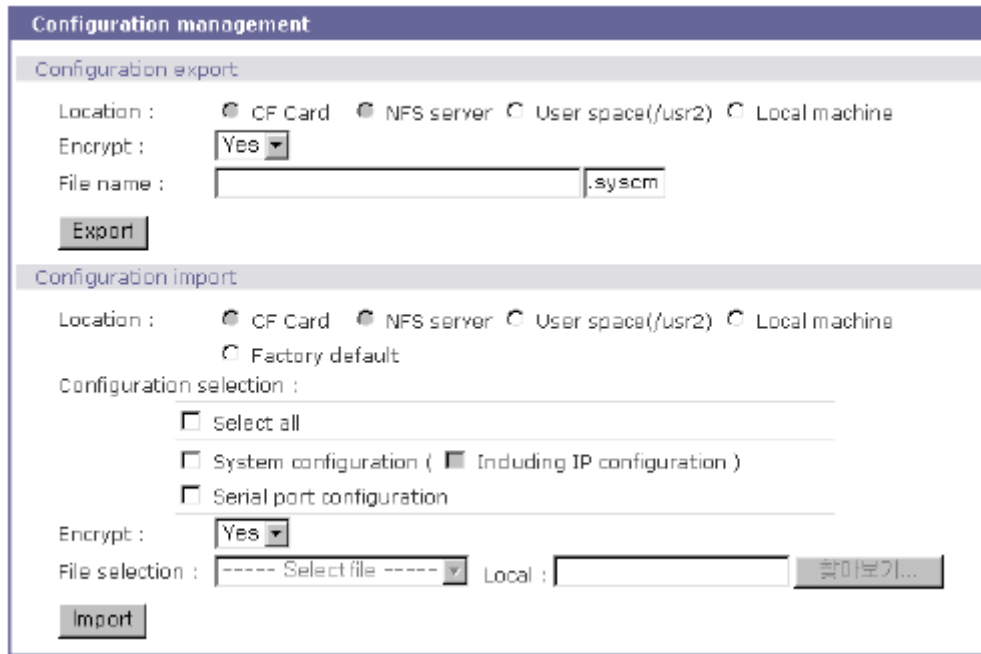 Configuration management
Configuration export
Location : CF Card NFS server User space(/usr2) Local machine
Encrypt : Yes
File name : .syscm
Export
Configuration import
Location : CF Card NFS server User space(/usr2) Local machine
Factory default
Configuration selection :
Select all
System configuration ( Including IP configuration )
Serial port configuration
Encrypt : Yes
File selection : ----- Select file ----- Local : 찾아보기...
Import